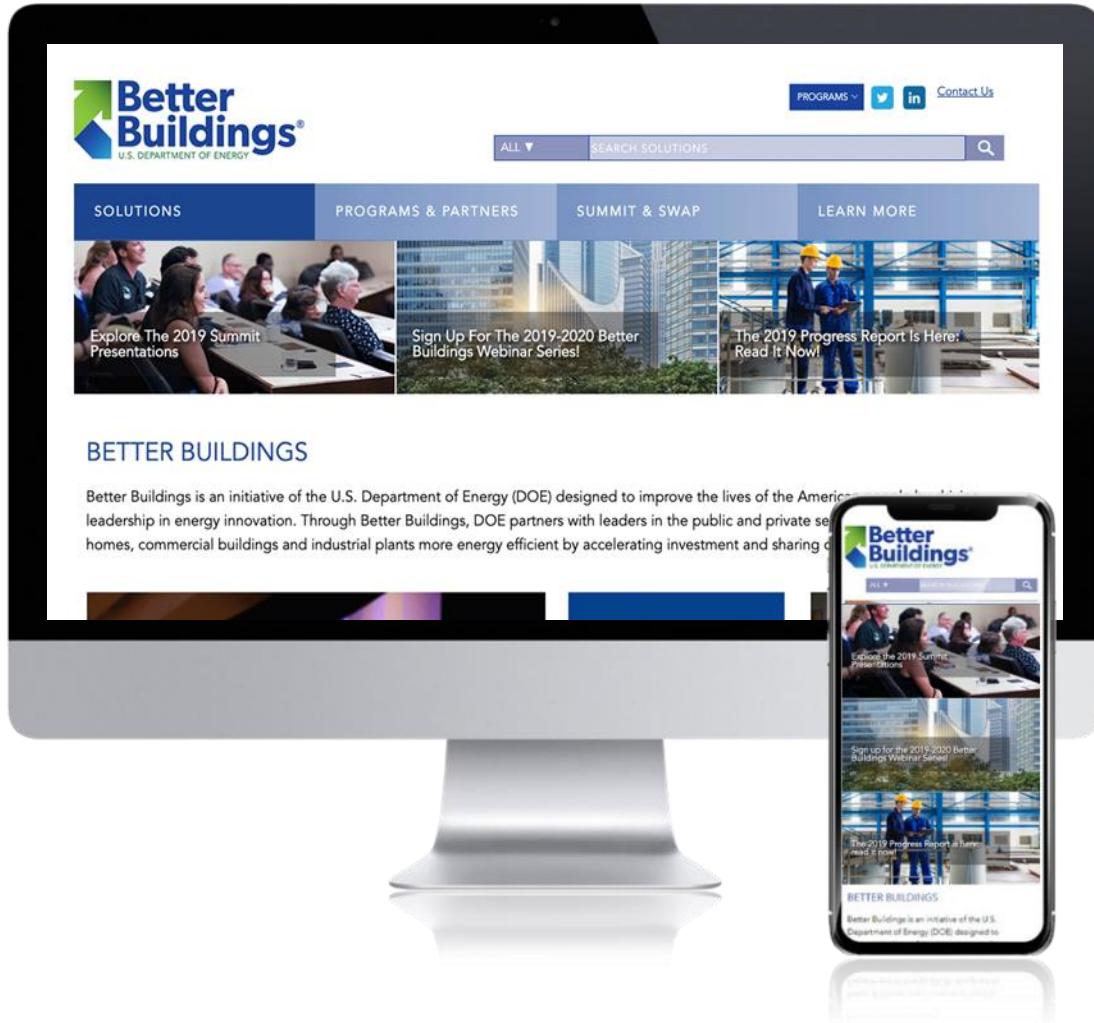 Better
Buildings®
U.S. DEPARTMENT OF ENERGY
PROGRAMS
in
Contact Us
ALL ▼
SEARCH SOLUTIONS
SOLUTIONS
PROGRAMS & PARTNERS
SUMMIT & SWAP
LEARN MORE
Explore The 2019 Summit
Presentations
Sign Up For The 2019-2020 Better
Buildings Webinar Series!
The 2019 Progress Report Is Here:
Read It Now!
BETTER BUILDINGS
Better Buildings is an initiative of the U.S. Department of Energy (DOE) designed to improve the lives of the
leadership in energy innovation. Through Better Buildings, DOE partners with leaders in the public and private
homes, commercial buildings and industrial plants more energy efficient by accelerating investment and sharing
Better
Buildings®
U.S. DEPARTMENT OF ENERGY
ALL ▼
Explore the 2019 Summit
Presentations
Sign up for the 2019-2020 Better
Buildings Webinar Series!
The 2019 Progress Report is here:
read it now!
BETTER BUILDINGS
Better Buildings is an initiative of the U.S.
Department of Energy (DOE) designed to